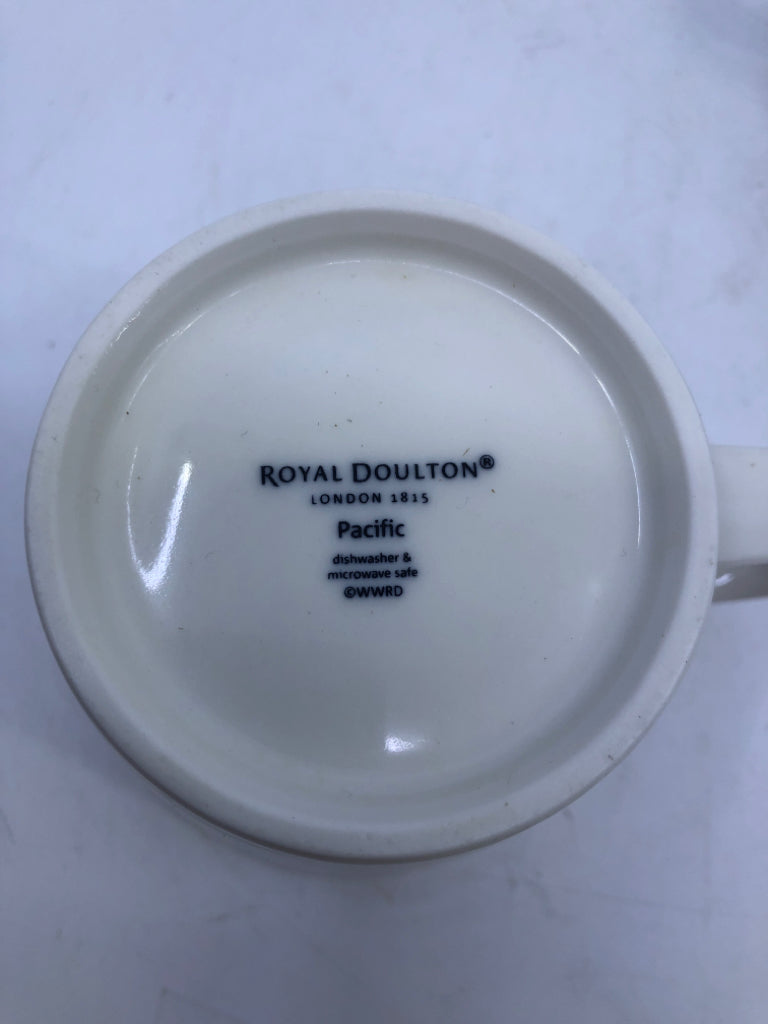 ROYAL DOULTON®
LONDON 1815
Pacific
dishwasher &
microwave safe
©WWRD